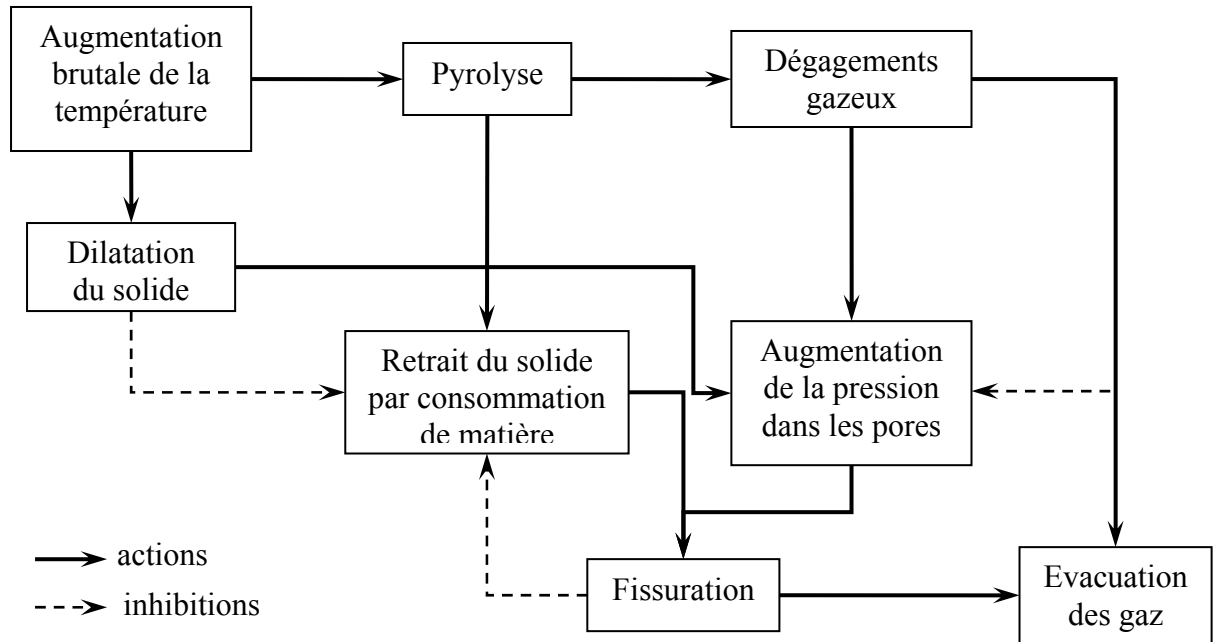 Augmentation
brutale de la
température
Pyrolyse
Dégagements
gazeux
Dilatation
du solide
Retrait du solide
par consommation
de matière
Augmentation
de la pression
dans les pores
Fissuration
Evacuation
des gaz
actions
inhibitions